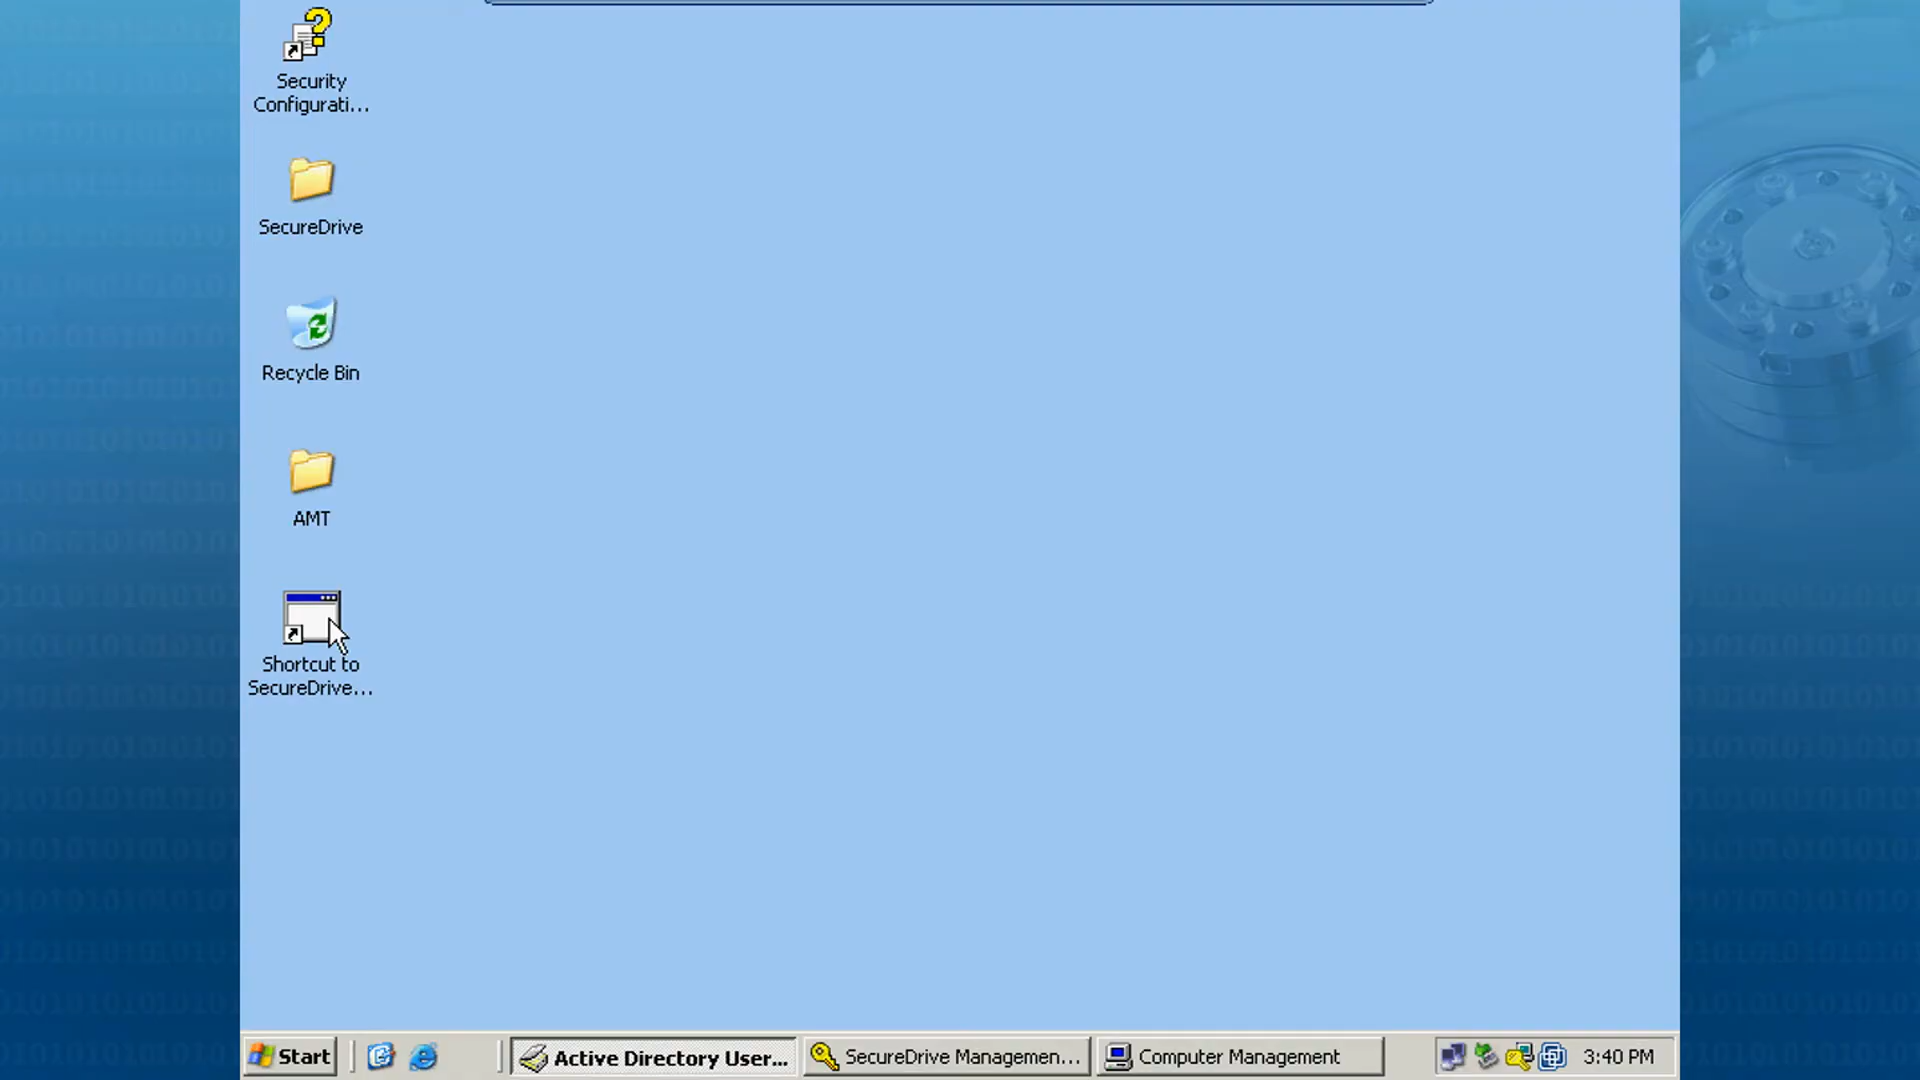 Security
Configurati...
SecureDrive
Recycle Bin
AMT
Shortcut to
SecureDrive...
Start
Active Directory User...
SecureDrive Managemen...
Computer Management
3:40 PM